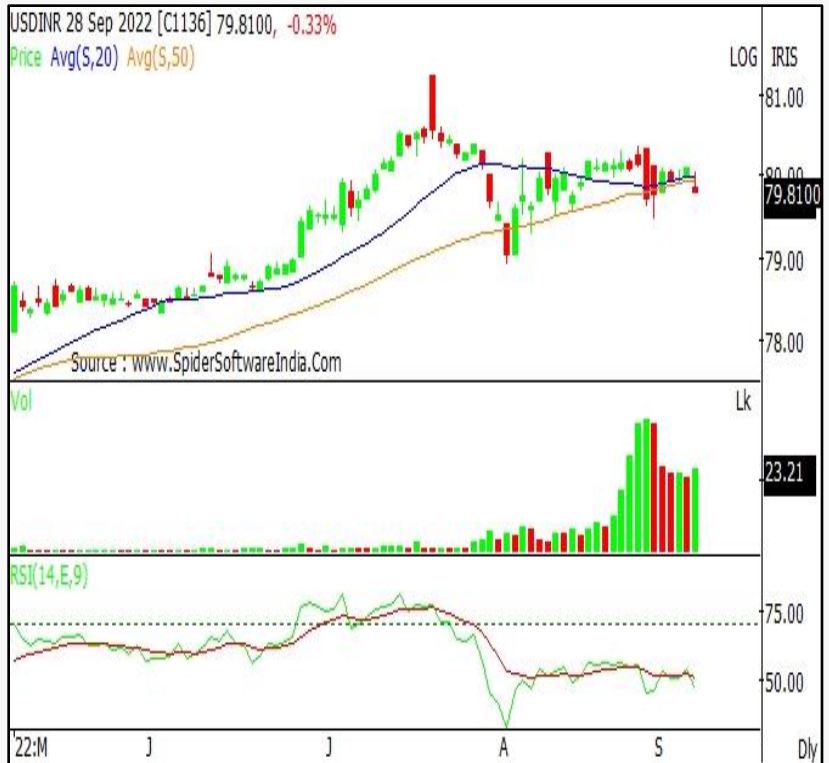 USDINR 28 Sep 2022 [C1136] 79.8100, -0.33%
Price Avg(S,20) Avg(S,50)
LOG IRIS
81.00
80.00
79.8100
79.00
78.00
Source : www.SpiderSoftwareIndia.Com
Vol
Lk
23.21
RSI(14,E,9)
75.00
50.00
22:M J J A S Dly